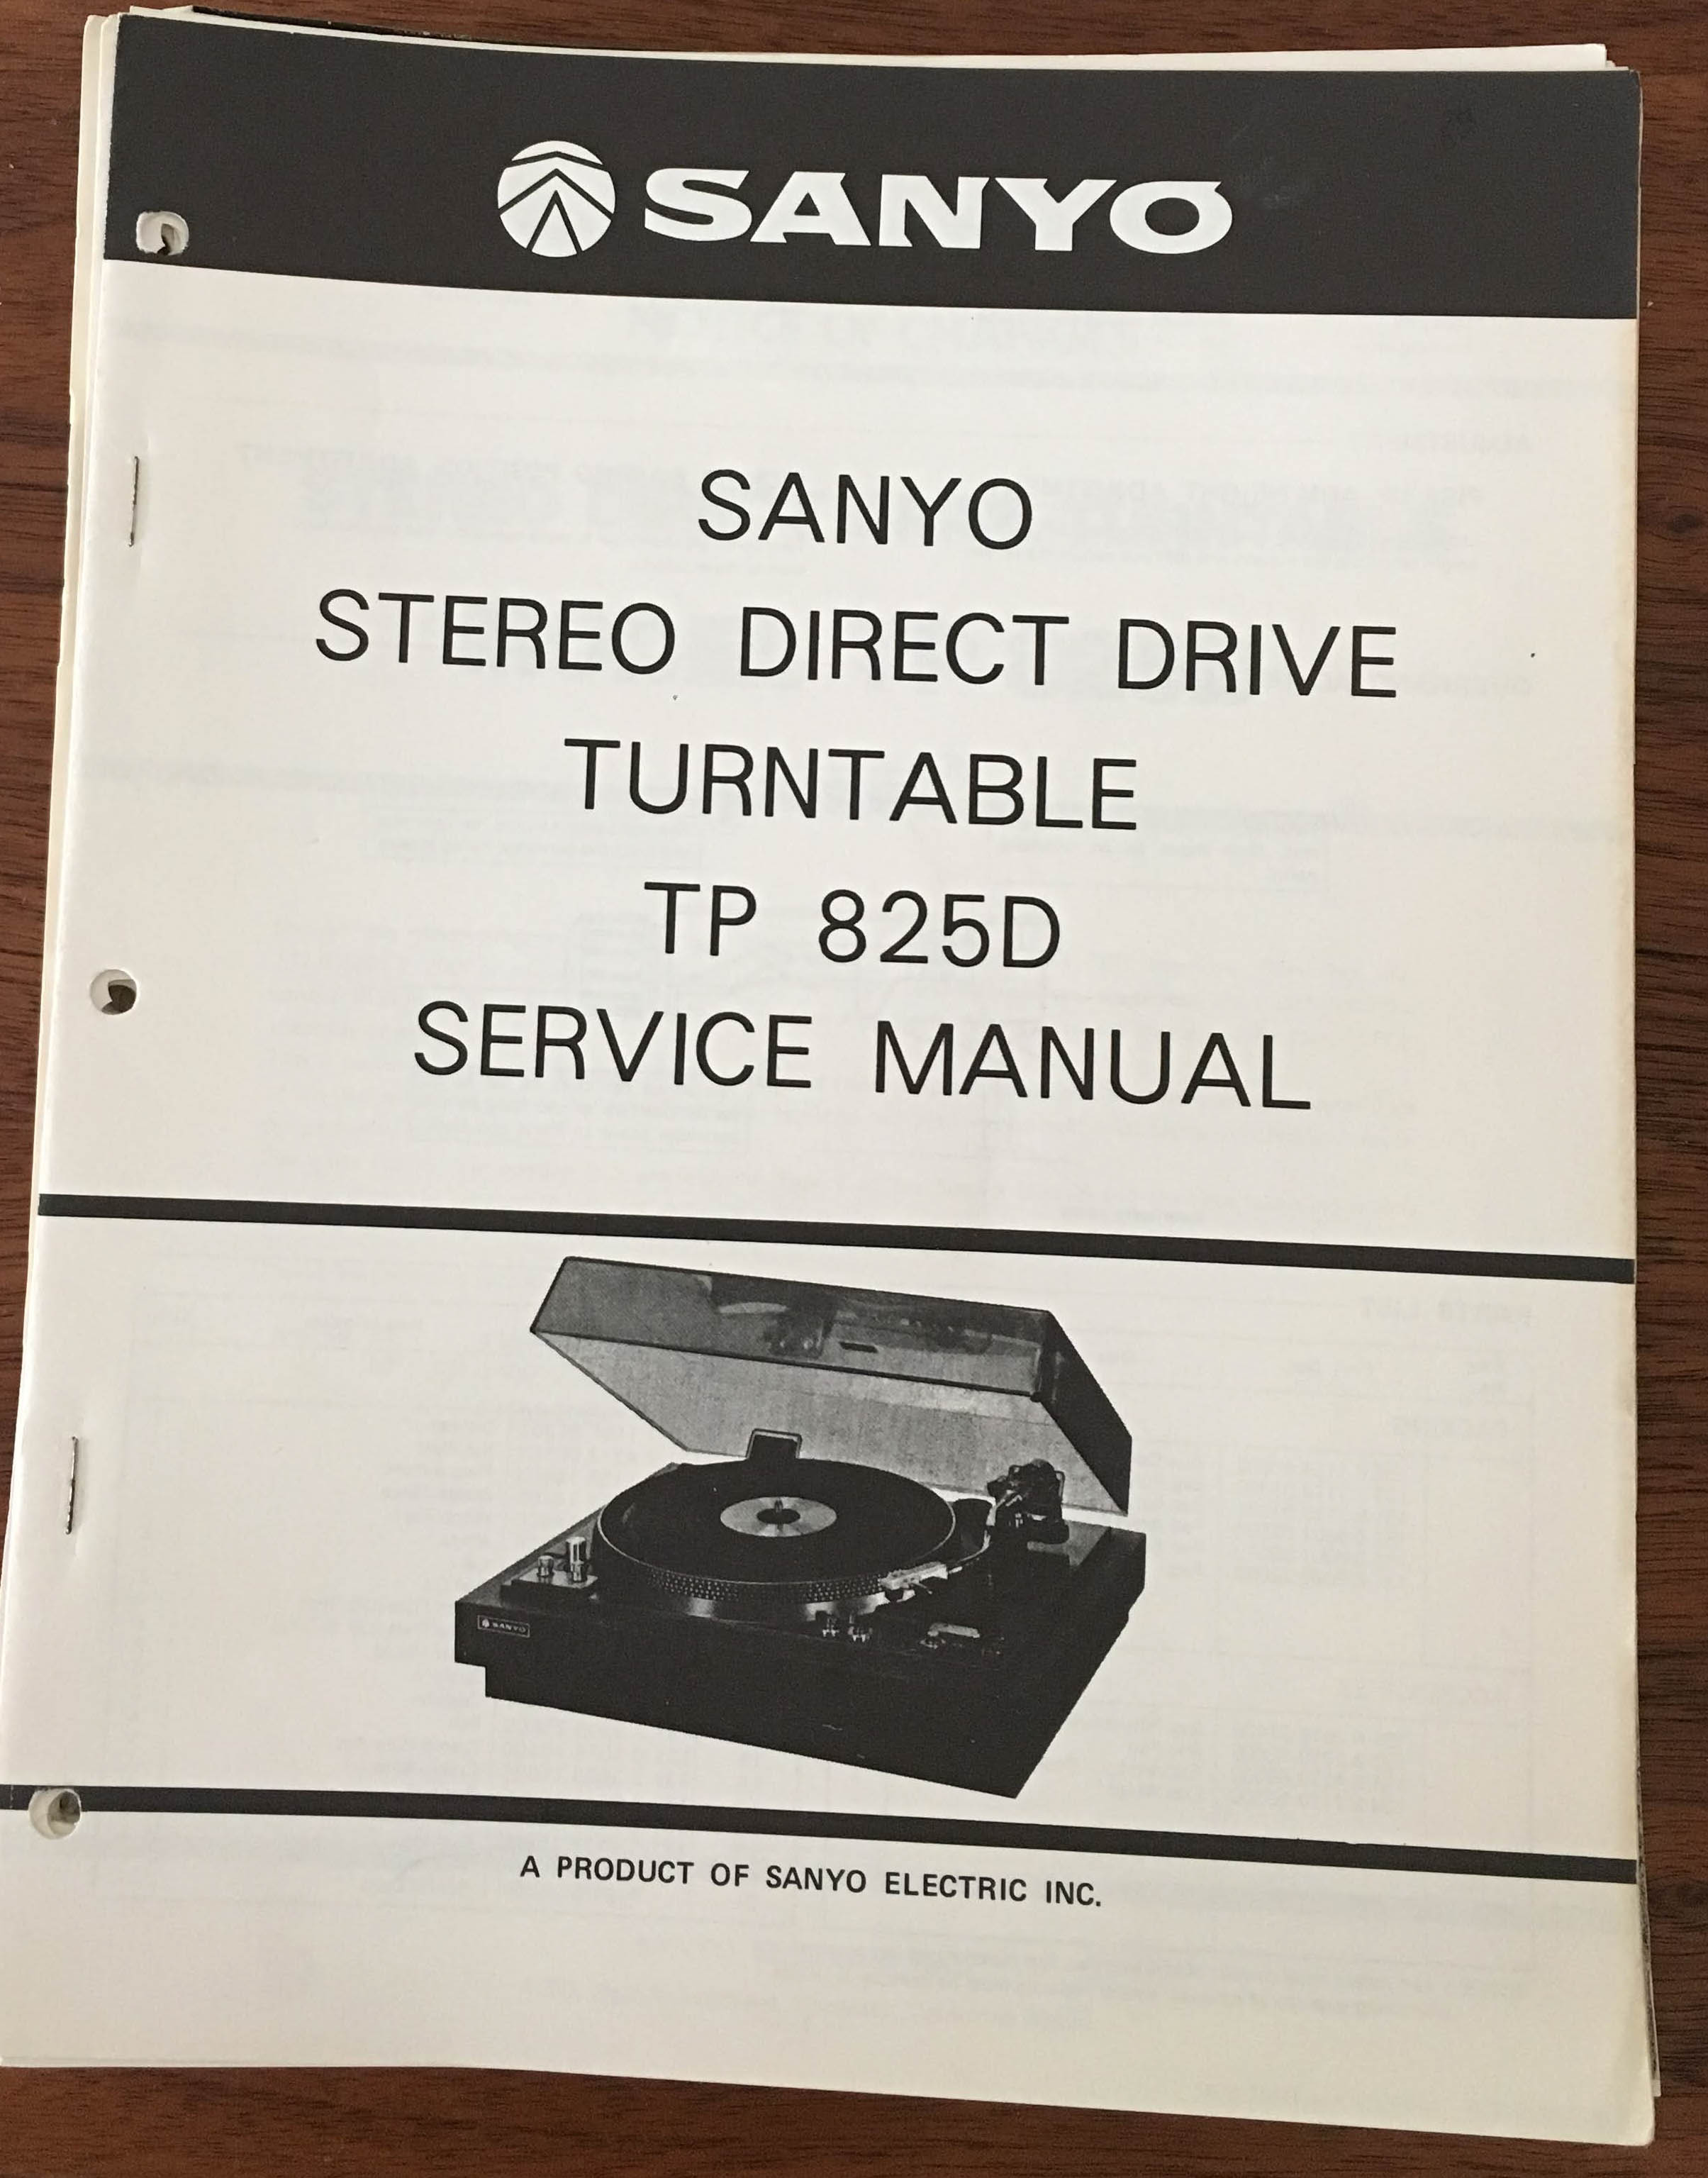 SANYO
SANYO
STEREO DIRECT DRIVE
TURNTABLE
TP 825D
SERVICE MANUAL
SANYO
A PRODUCT OF SANYO ELECTRIC INC.